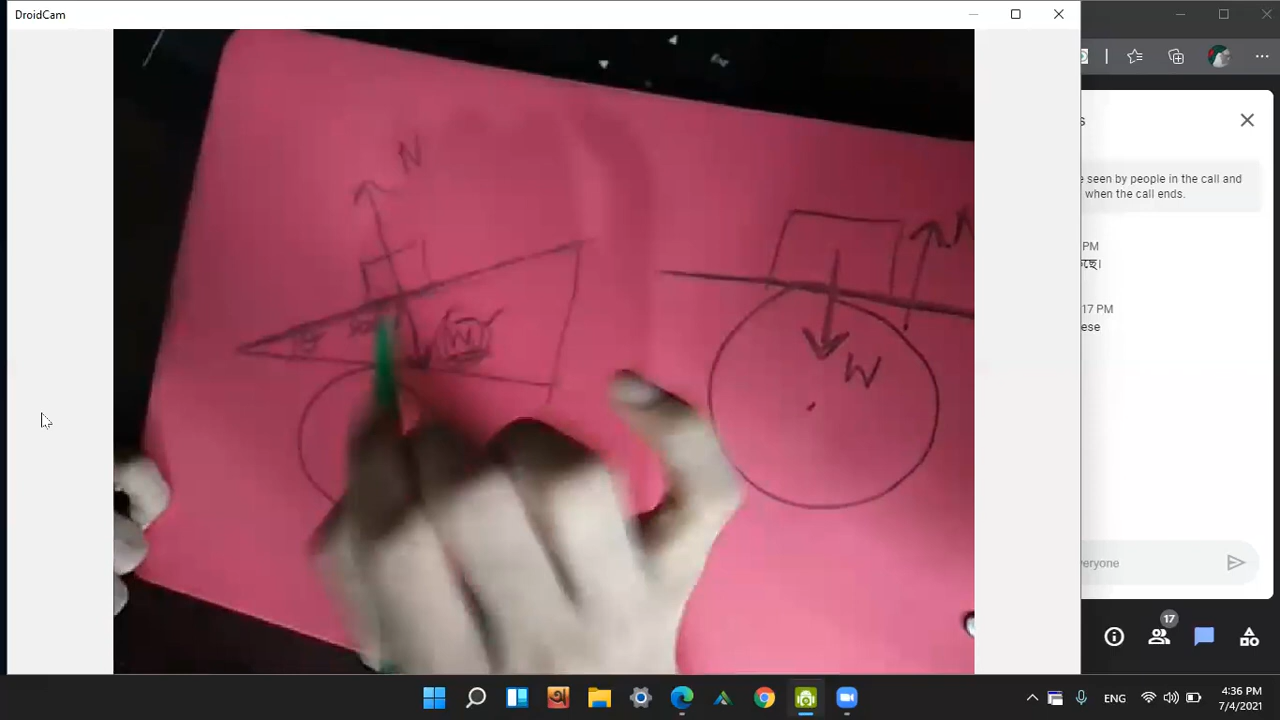 DroidCam
s
e seen by people in the call and
when the call ends.
PM
ছে।
17 PM
ese
eryone
17
N
W
N
W
অ
ENG
4:36 PM
7/4/2021